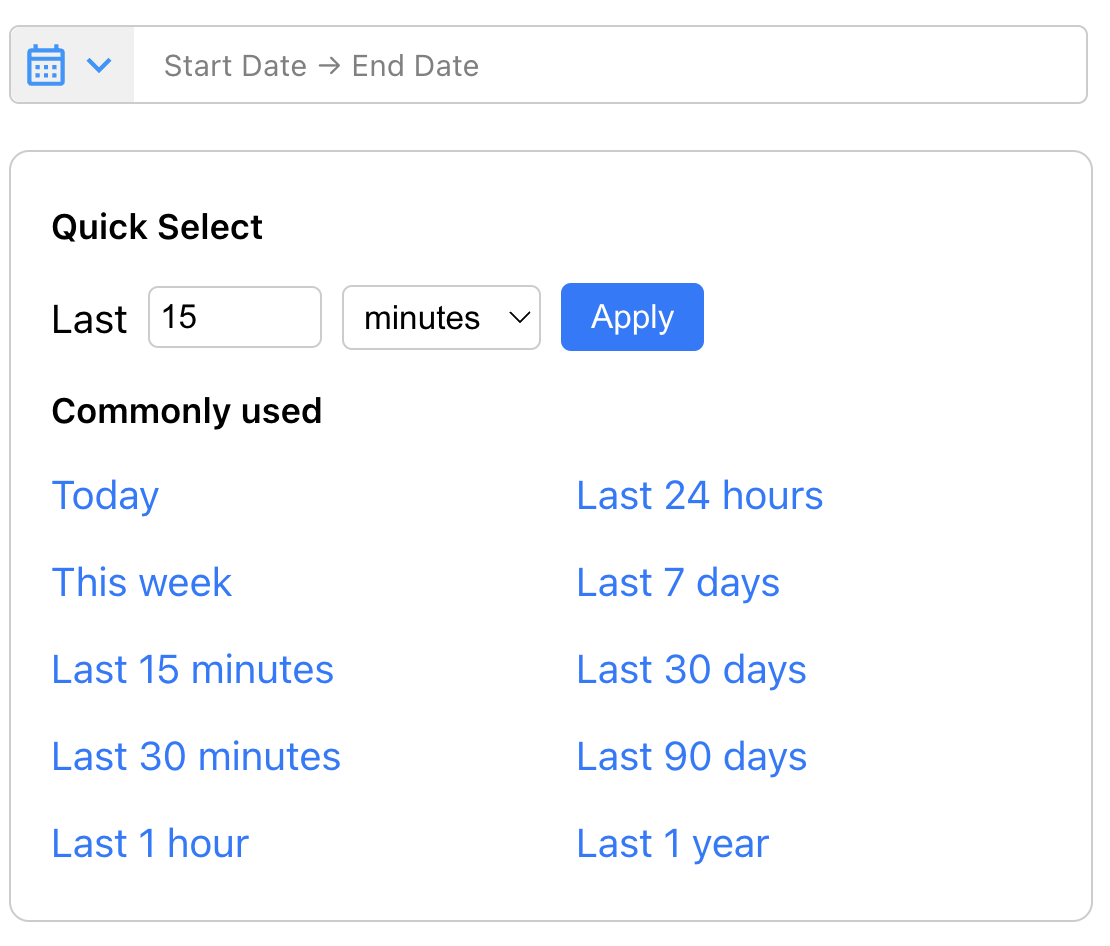 Start Date → End Date
Quick Select
Last 15 minutes Apply
Commonly used
Today Last 24 hours
This week Last 7 days
Last 15 minutes Last 30 days
Last 30 minutes Last 90 days
Last 1 hour Last 1 year